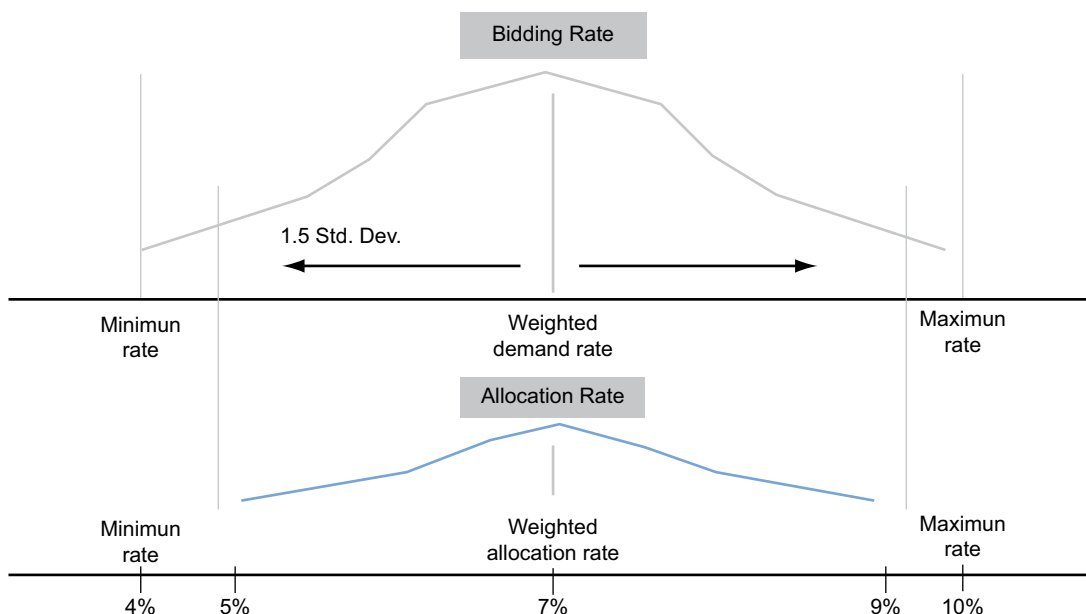 Bidding Rate
1.5 Std. Dev.
Minimun
rate
Weighted
demand rate
Maximun
rate
Allocation Rate
Minimun
rate
Weighted
allocation rate
Maximun
rate
4%
5%
7%
9%
10%